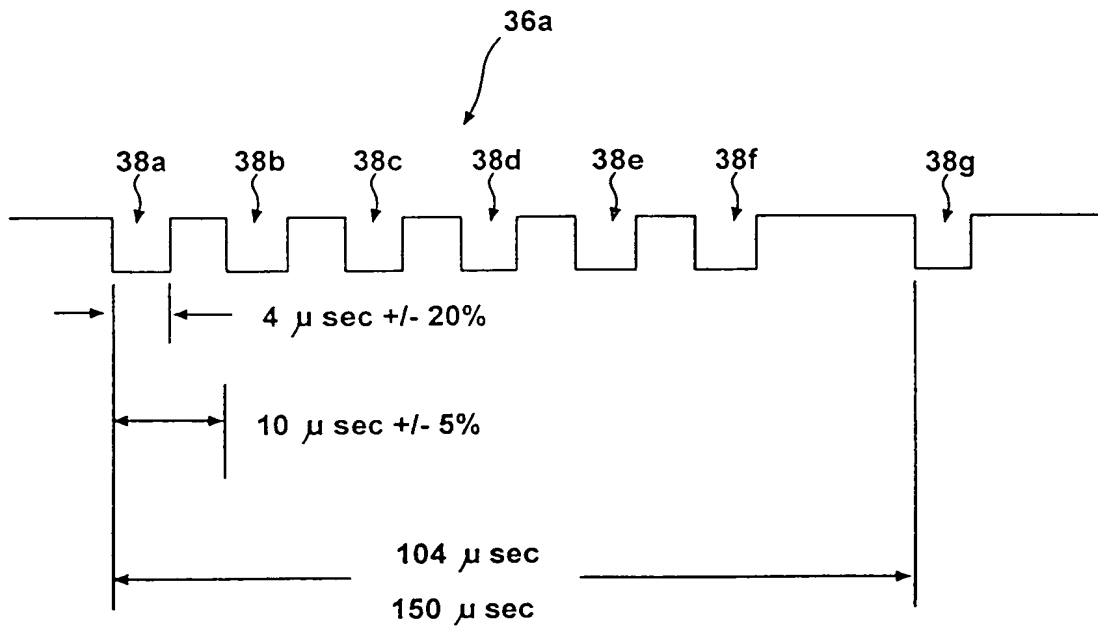 36a
38a 38b 38c 38d 38e 38f 38g
4 μ sec +/- 20%
10 μ sec +/- 5%
104 μ sec
150 μ sec